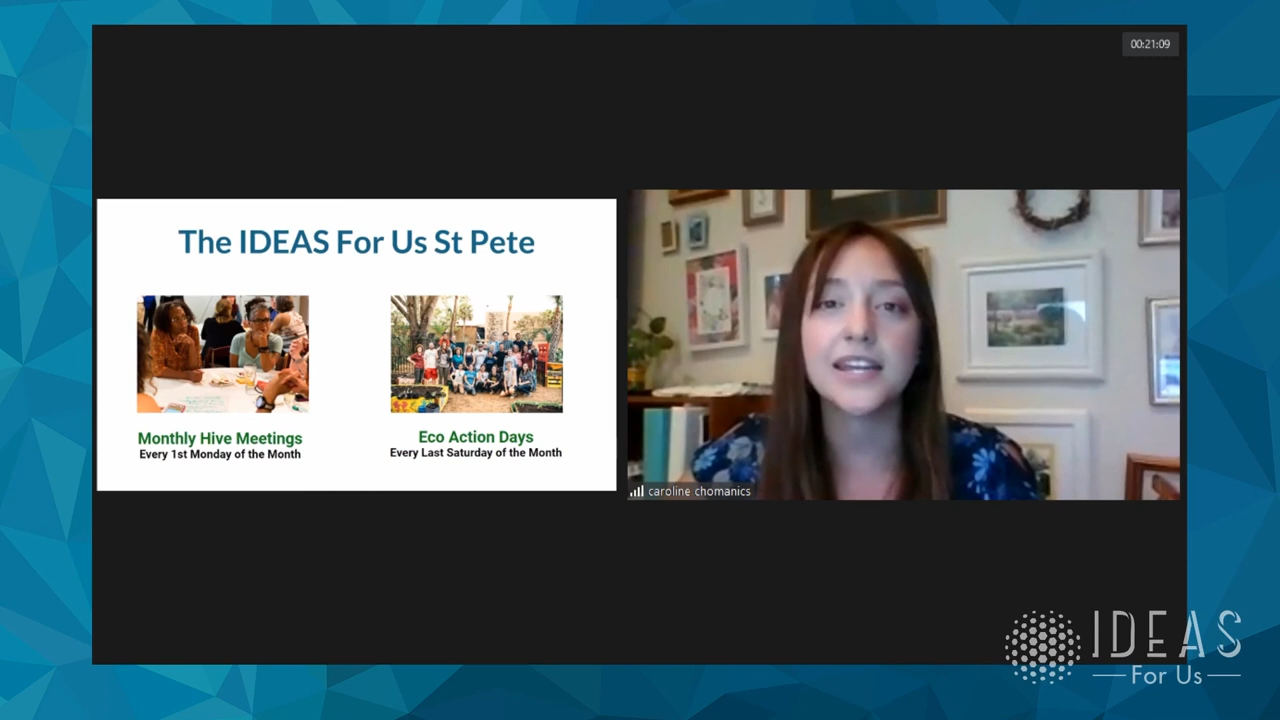 00:21:09
The IDEAS For Us St Pete
Monthly Hive Meetings
Every 1st Monday of the Month
Eco Action Days
Every Last Saturday of the Month
caroline chomanics
IDEAS
For Us